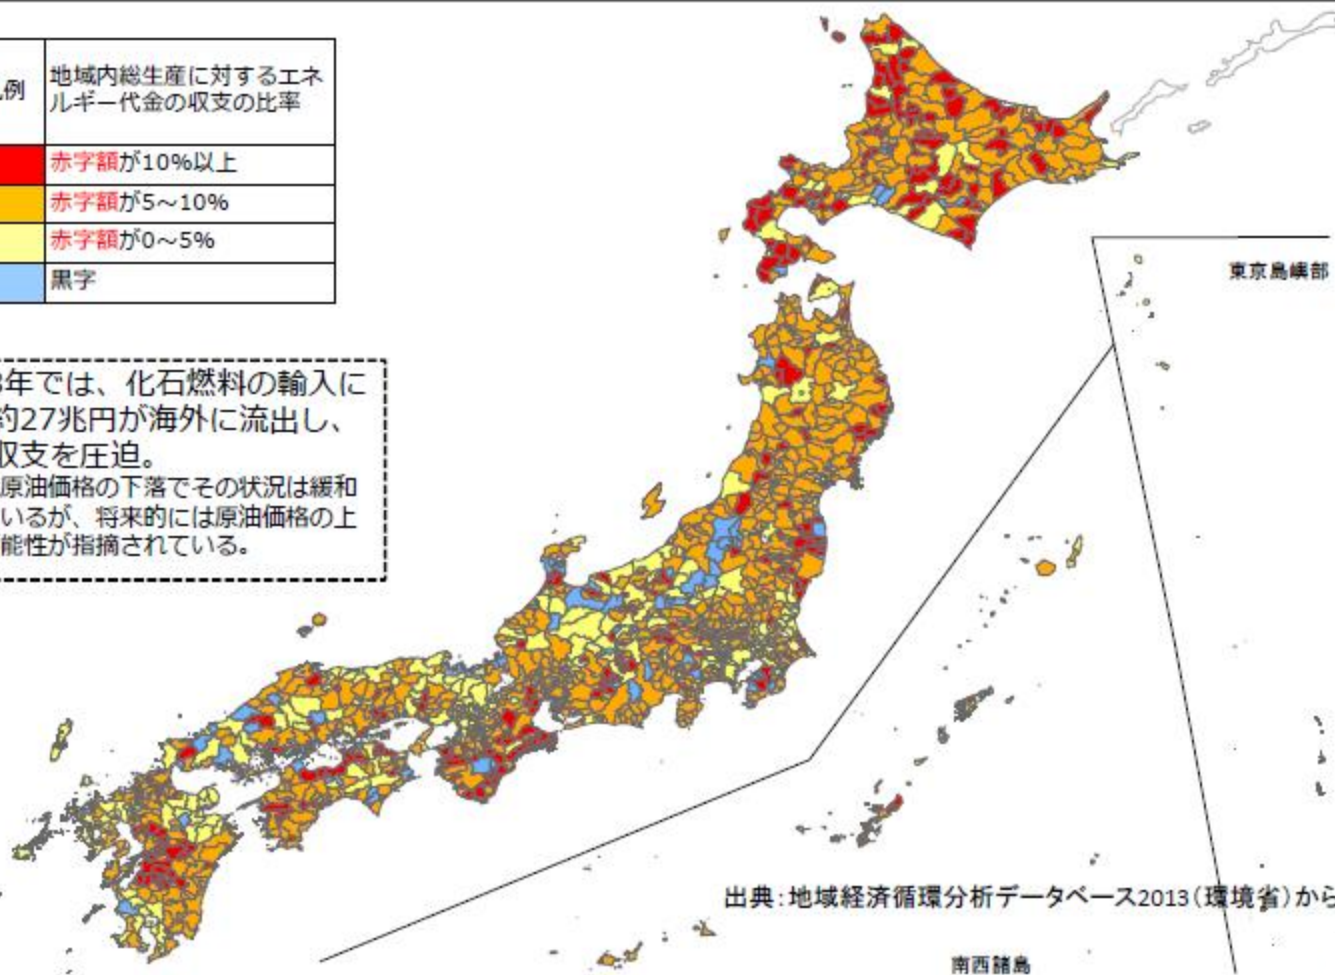 例
地域内総生産に対するエネ
ルギー代金の収支の比率
赤字額が10%以上
赤字額が5～10%
赤字額が0～5%
黒字
年では、化石燃料の輸入に
約27兆円が海外に流出し、
収支を圧迫。
原油価格の下落でその状況は緩和
いるが、将来的には原油価格の上
能性が指摘されている。
東京島嶼部
出典：地域経済循環分析データベース2013（環境省）から
南西諸島